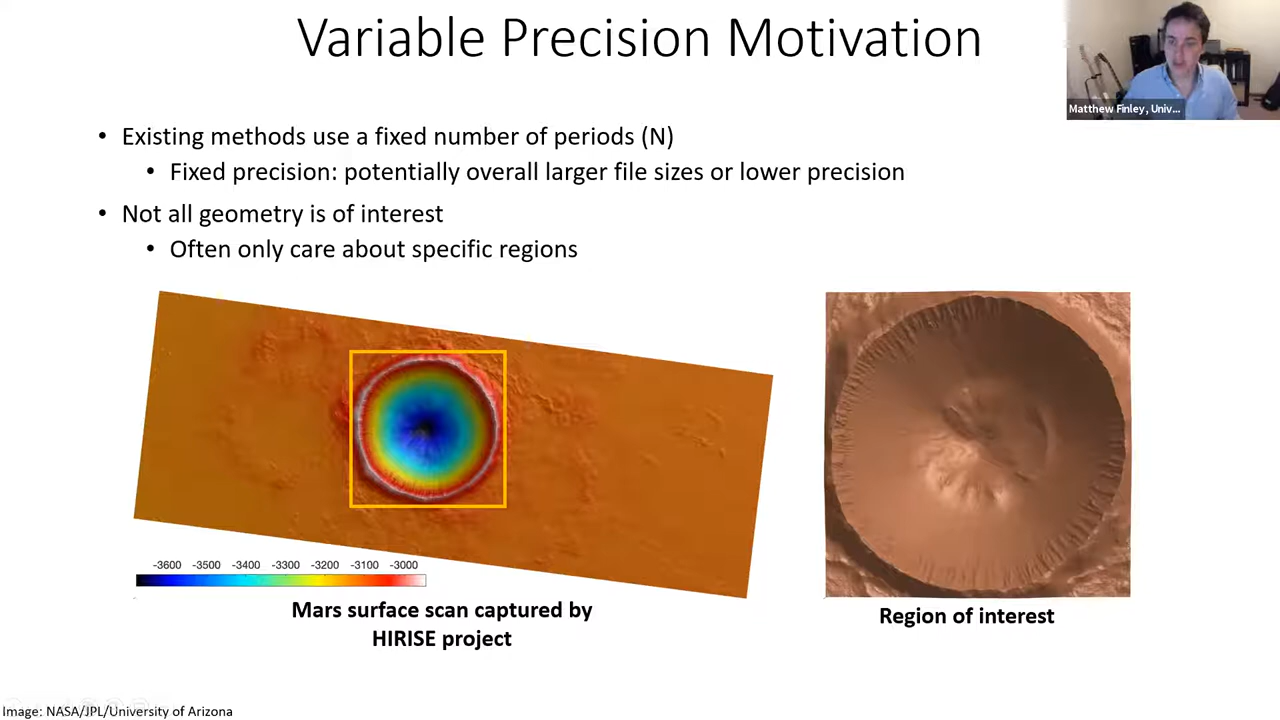 Variable Precision Motivation
Matthew Finley, Univ...
• Existing methods use a fixed number of periods (N)
• Fixed precision: potentially overall larger file sizes or lower precision
• Not all geometry is of interest
• Often only care about specific regions
-3600 -3500 -3400 -3300 -3200 -3100 -3000
Mars surface scan captured by
HIRISE project
Region of interest
Image: NASA/JPL/University of Arizona